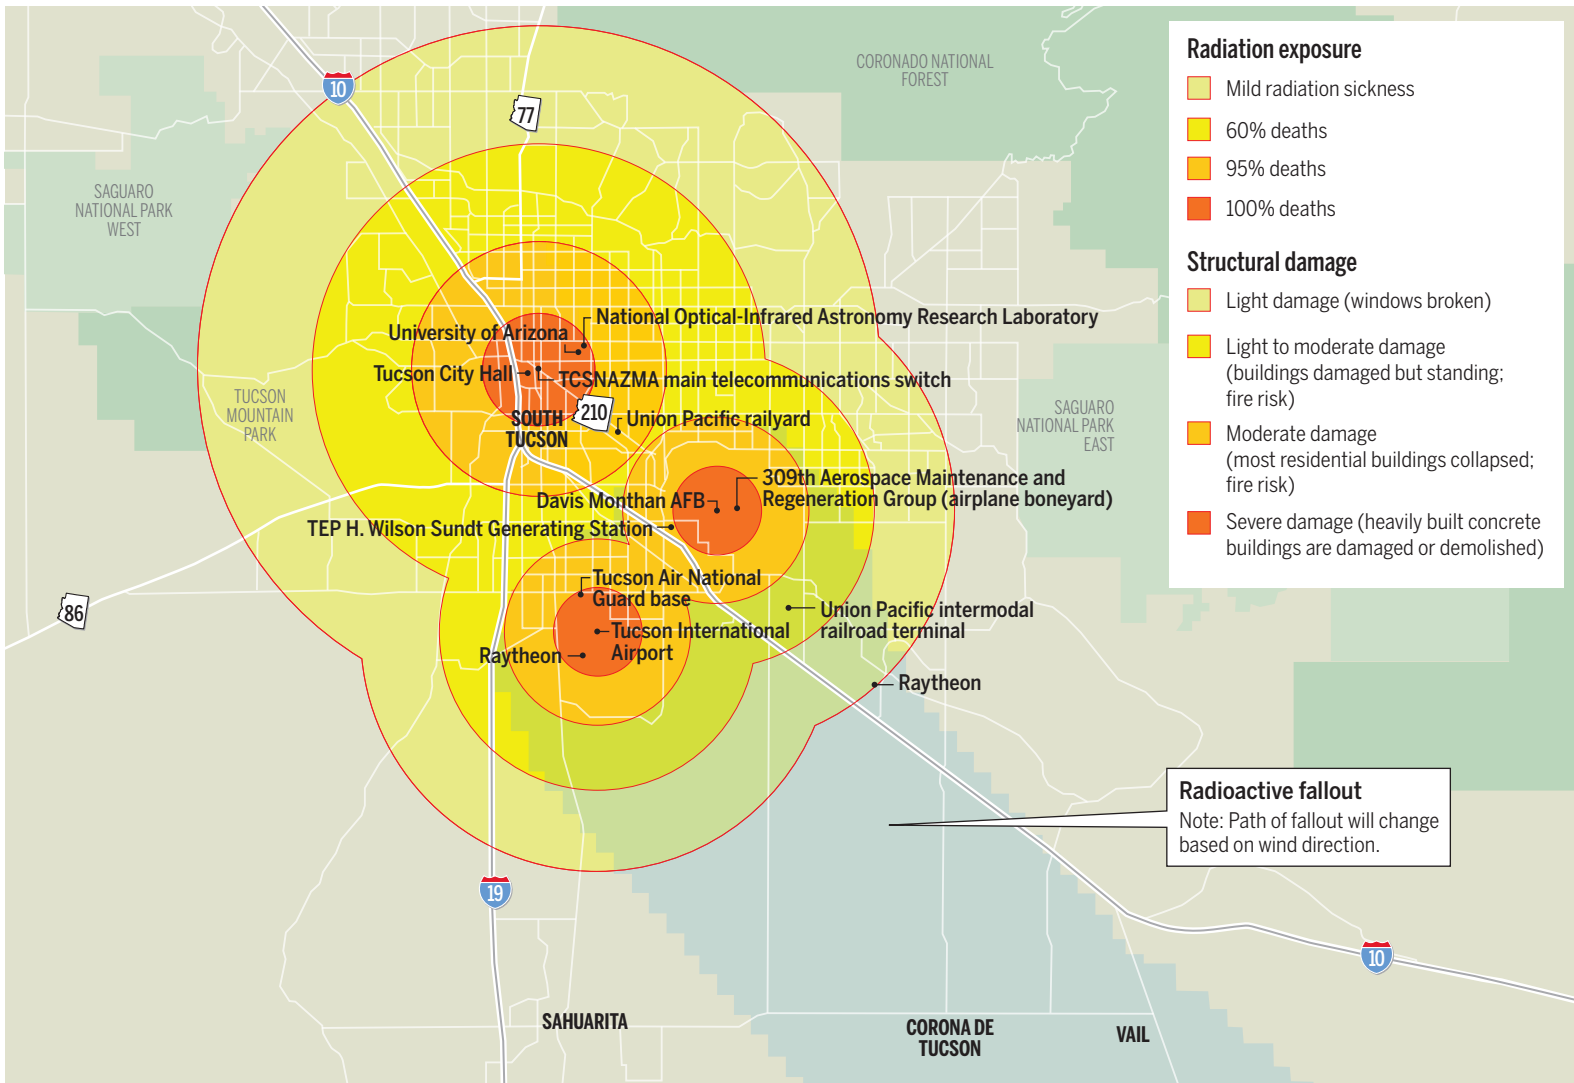 10
77
CORONADO NATIONAL
FOREST
SAGUARO
NATIONAL PARK
WEST
TUCSON
MOUNTAIN
PARK
SAGUARO
NATIONAL PARK
EAST
National Optical-Infrared Astronomy Research Laboratory
University of Arizona
Tucson City Hall
TCSNAZMA main telecommunications switch
210
SOUTH
TUCSON
Union Pacific railyard
309th Aerospace Maintenance and
Regeneration Group (airplane boneyard)
Davis Monthan AFB
TEP H. Wilson Sundt Generating Station
Tucson Air National
Guard base
86
Union Pacific intermodal
railroad terminal
Tucson International
Airport
Raytheon
Raytheon
19
10
SAHUARITA
CORONA DE
TUCSON
VAIL
Radiation exposure
Mild radiation sickness
60% deaths
95% deaths
100% deaths
Structural damage
Light damage (windows broken)
Light to moderate damage
(buildings damaged but standing;
fire risk)
Moderate damage
(most residential buildings collapsed;
fire risk)
Severe damage (heavily built concrete
buildings are damaged or demolished)
Radioactive fallout
Note: Path of fallout will change
based on wind direction.